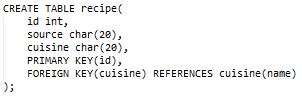 CREATE TABLE recipe(
    id int,
    source char(20),
    cuisine char(20),
    PRIMARY KEY(id),
    FOREIGN KEY(cuisine) REFERENCES cuisine(name)
);